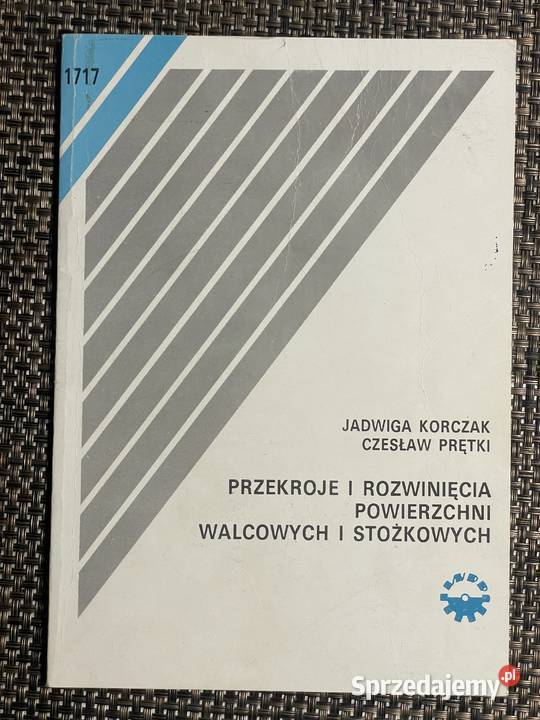 1717
JADWIGA KORCZAK
CZESŁAW PRĘTKI
PRZEKROJE I ROZWINIĘCIA
POWIERZCHNI
WALCOWYCH I STOŻKOWYCH
Sprzedajemy.pl